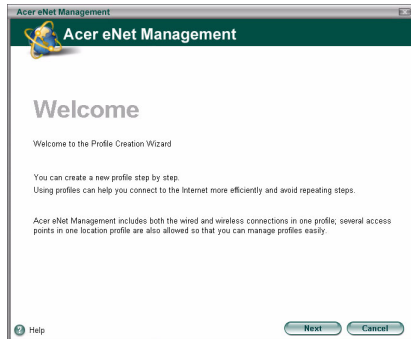 Acer eNet Management
Acer eNet Management
Welcome
Welcome to the Profile Creation Wizard
You can create a new profile step by step.
Using profiles can help you connect to the Internet more efficiently and avoid repeating steps.
Acer eNet Management includes both the wired and wireless connections in one profile; several access
points in one location profile are also allowed so that you can manage profiles easily.
? Help
Next
Cancel